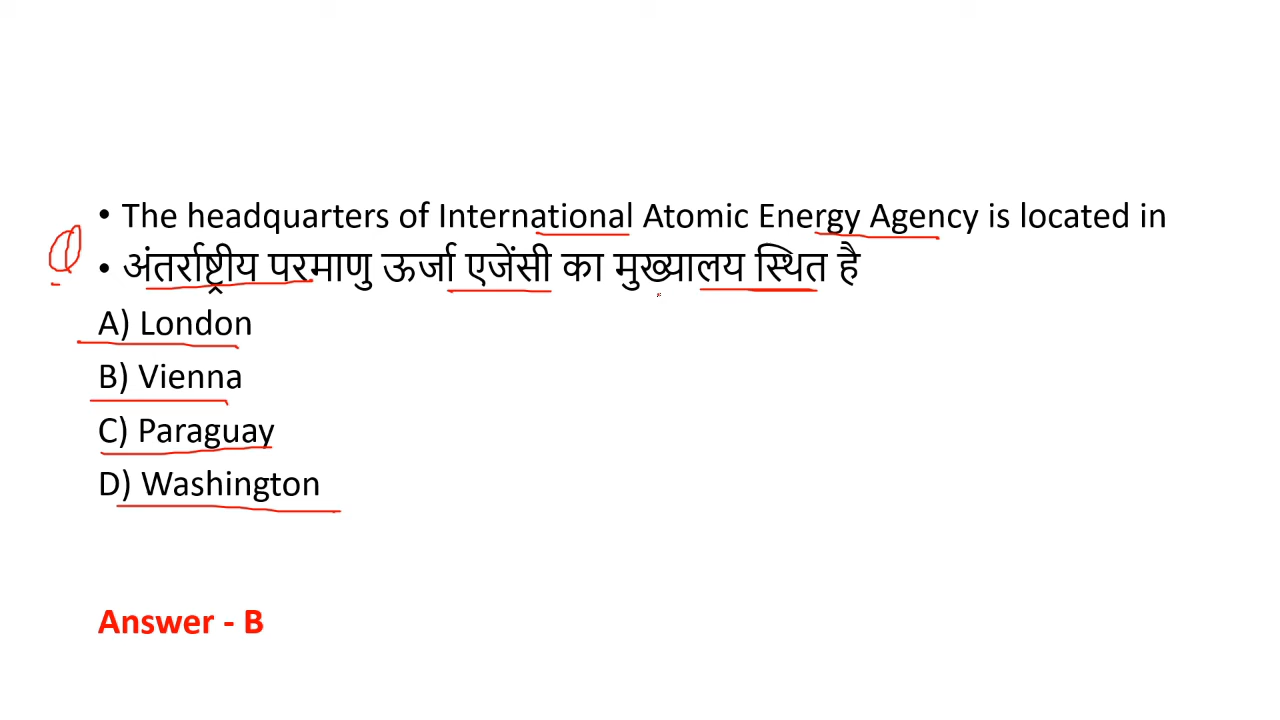 • The headquarters of International Atomic Energy Agency is located in
• अंतर्राष्ट्रीय परमाणु ऊर्जा एजेंसी का मुख्यालय स्थित है
A) London
B) Vienna
C) Paraguay
D) Washington
Answer - B